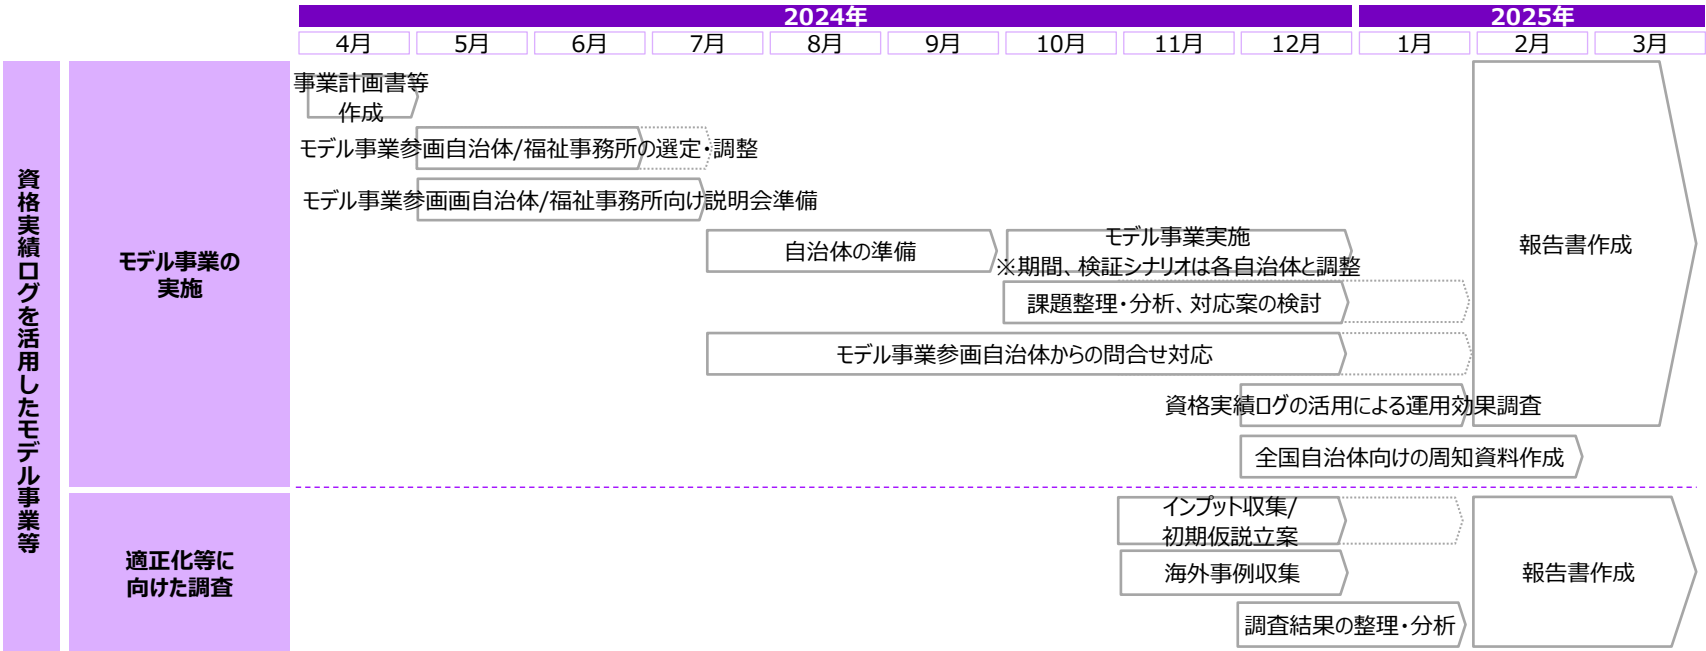 2024年
2025年
4月
5月
6月
7月
8月
9月
10月
11月
12月
1月
2月
3月
資格実績ログを活用したモデル事業等
モデル事業の
実施
事業計画書等
作成
モデル事業参画自治体/福祉事務所の選定・調整
モデル事業参画画自治体/福祉事務所向け説明会準備
自治体の準備
モデル事業実施
※期間、検証シナリオは各自治体と調整
課題整理・分析、対応案の検討
モデル事業参画自治体からの問合せ対応
資格実績ログの活用による運用効果調査
全国自治体向けの周知資料作成
報告書作成
適正化等に
向けた調査
インプット収集/
初期仮説立案
海外事例収集
調査結果の整理・分析
報告書作成